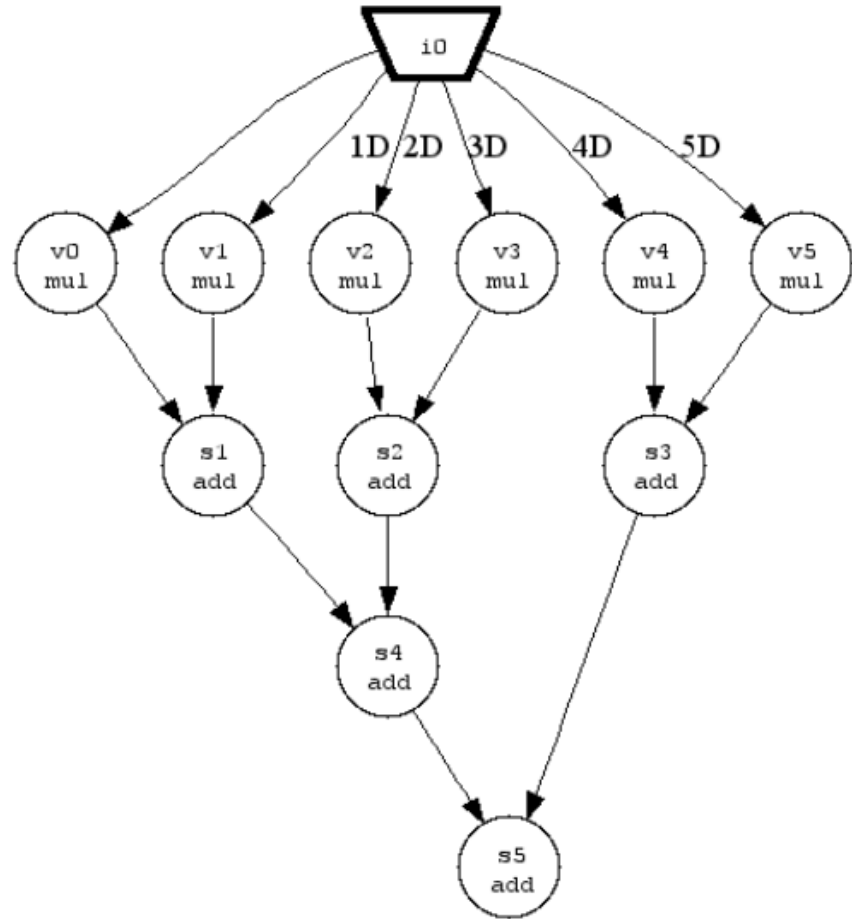 i0
1D 2D 3D 4D 5D
v0 v1 v2 v3 v4 v5
mul mul mul mul mul mul
s1 s2 s3
add add add
s4
add
s5
add